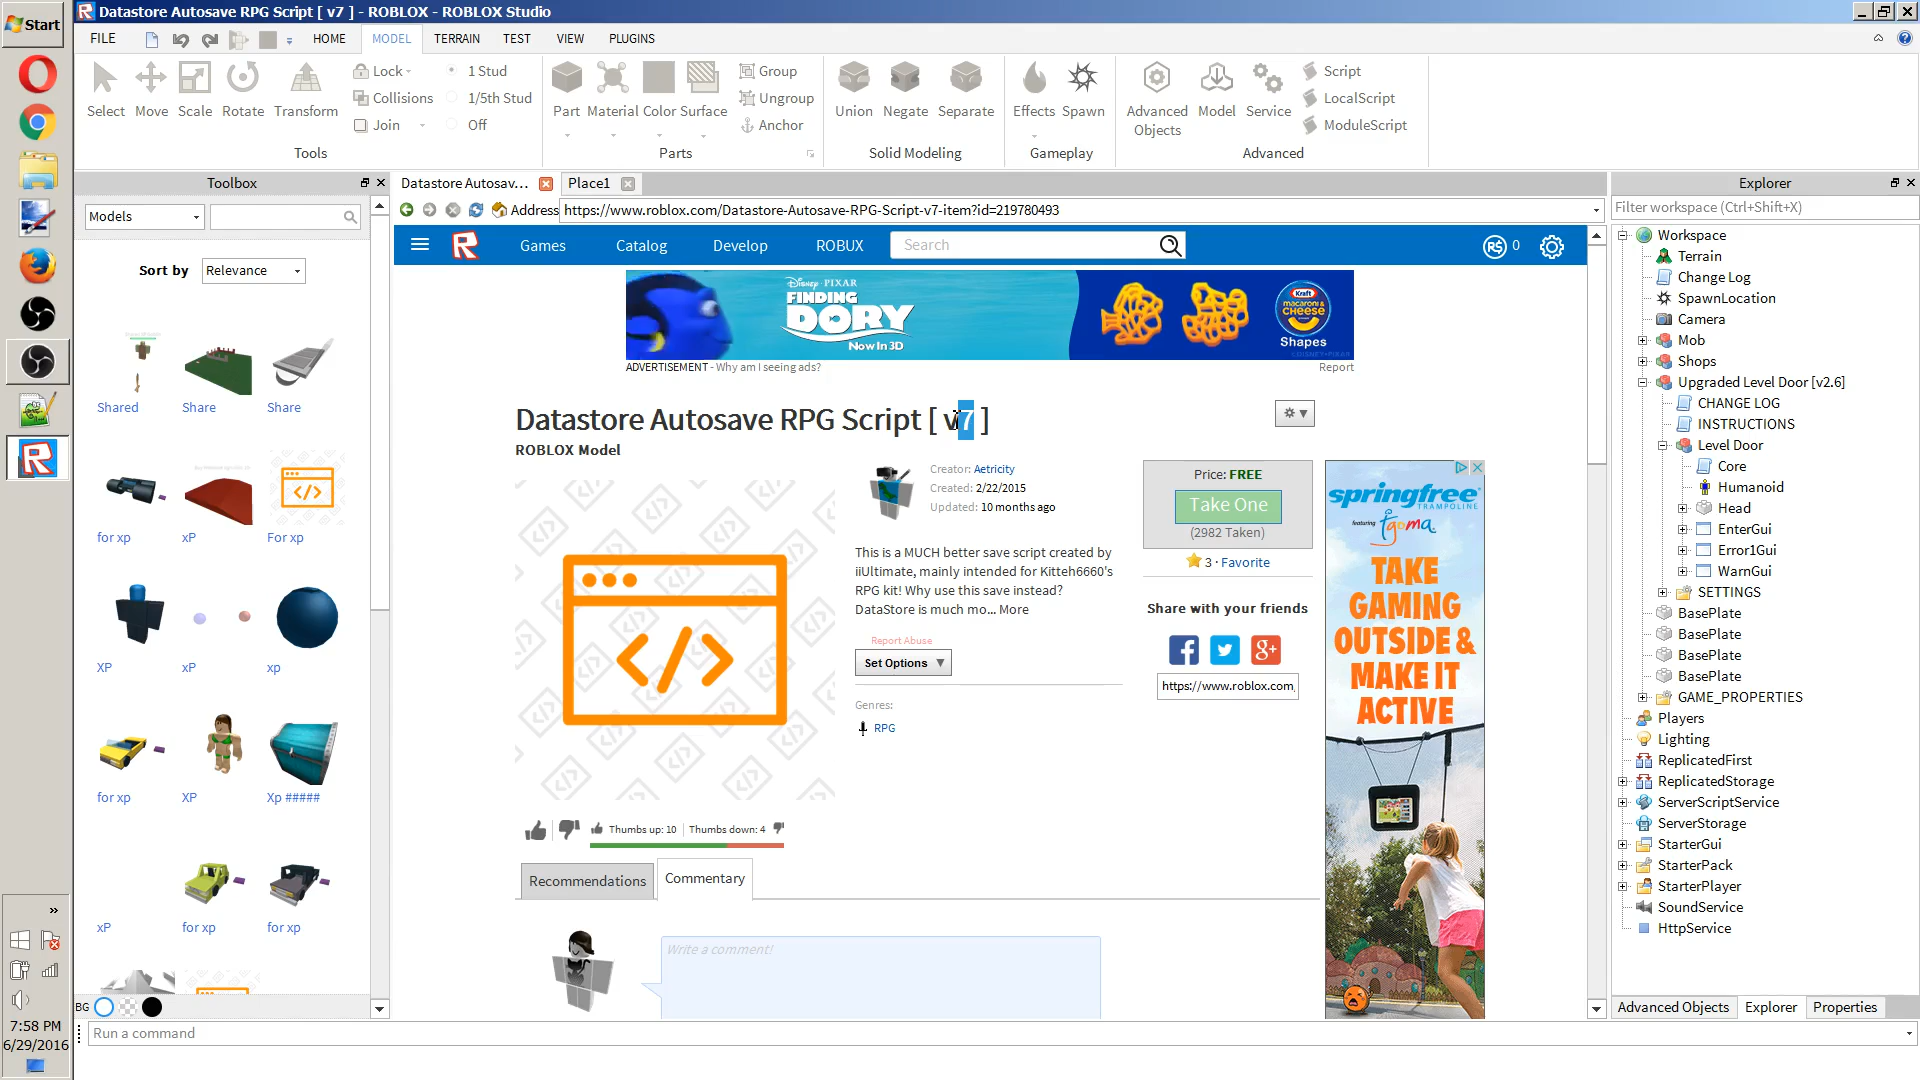 Start
Datastore Autosave RPG Script [ v7 ] - ROBLOX - ROBLOX Studio
FILE
HOME
MODEL
TERRAIN
TEST
VIEW
PLUGINS
Select
Move
Scale
Rotate
Transform
Lock
Collisions
Join
1 Stud
1/5th Stud
Off
Tools
Part
Material
Color
Surface
Group
Ungroup
Anchor
Parts
Union
Negate
Separate
Solid Modeling
Effects
Spawn
Gameplay
Advanced
Objects
Model
Service
Script
LocalScript
ModuleScript
Advanced
Toolbox
Models
Sort by
Relevance
Shared
Share
Share
for xp
xP
For xp
XP
xP
xp
for xp
XP
Xp #####
xP
for xp
for xp
BG
Datastore Autosav...
Place1
Address
https://www.roblox.com/Datastore-Autosave-RPG-Script-v7-item?id=219780493
Games
Catalog
Develop
ROBUX
Search
R$
0
Disney · PIXAR
FINDING
DORY
Now In 3D
Kraft
macaroni &
CHEESE
Shapes
ADVERTISEMENT - Why am I seeing ads?
Report
Datastore Autosave RPG Script [ v7 ]
ROBLOX Model
Creator: Aetricity
Created: 2/22/2015
Updated: 10 months ago
This is a MUCH better save script created by
iiUltimate, mainly intended for Kitteh6660's
RPG kit! Why use this save instead?
DataStore is much mo... More
Report Abuse
Set Options
Genres:
RPG
Price: FREE
Take One
(2982 Taken)
3 · Favorite
Share with your friends
https://www.roblox.com,
Thumbs up: 10
Thumbs down: 4
Recommendations
Commentary
Write a comment!
springfree
TRAMPOLINE
featuring tgoma
TAKE
GAMING
OUTSIDE &
MAKE IT
ACTIVE
Explorer
Filter workspace (Ctrl+Shift+X)
Workspace
Terrain
Change Log
SpawnLocation
Camera
Mob
Shops
Upgraded Level Door [v2.6]
CHANGE LOG
INSTRUCTIONS
Level Door
Core
Humanoid
Head
EnterGui
Error1Gui
WarnGui
SETTINGS
BasePlate
BasePlate
BasePlate
BasePlate
GAME_PROPERTIES
Players
Lighting
ReplicatedFirst
ReplicatedStorage
ServerScriptService
ServerStorage
StarterGui
StarterPack
StarterPlayer
SoundService
HttpService
Advanced Objects
Explorer
Properties
7:58 PM
6/29/2016
Run a command